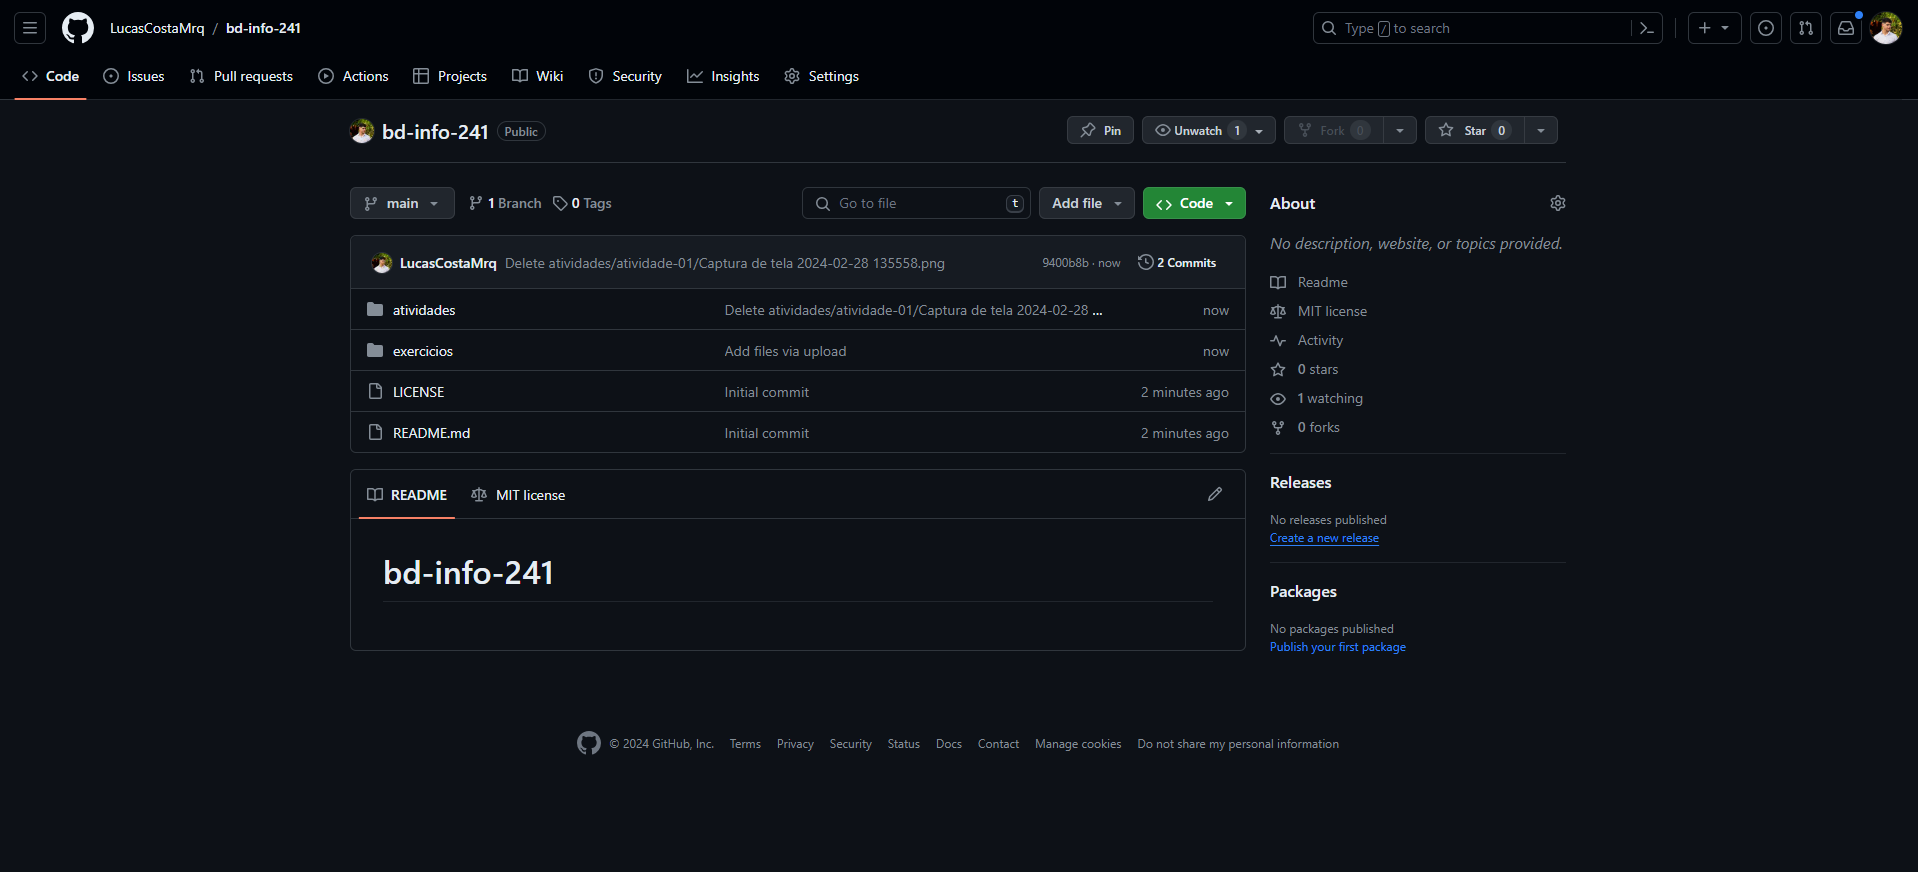 LucasCostaMrq / bd-info-241
Type / to search
Code Issues Pull requests Actions Projects Wiki Security Insights Settings
bd-info-241 Public
Pin Unwatch 1 Fork 0 Star 0
main 1 Branch 0 Tags Go to file t Add file Code
LucasCostaMrq Delete atividades/atividade-01/Captura de tela 2024-02-28 135558.png 9400b8b · now 2 Commits
atividades Delete atividades/atividade-01/Captura de tela 2024-02-28 ... now
exercicios Add files via upload now
LICENSE Initial commit 2 minutes ago
README.md Initial commit 2 minutes ago
README MIT license
bd-info-241
About
No description, website, or topics provided.
Readme
MIT license
Activity
0 stars
1 watching
0 forks
Releases
No releases published
Create a new release
Packages
No packages published
Publish your first package
© 2024 GitHub, Inc. Terms Privacy Security Status Docs Contact Manage cookies Do not share my personal information